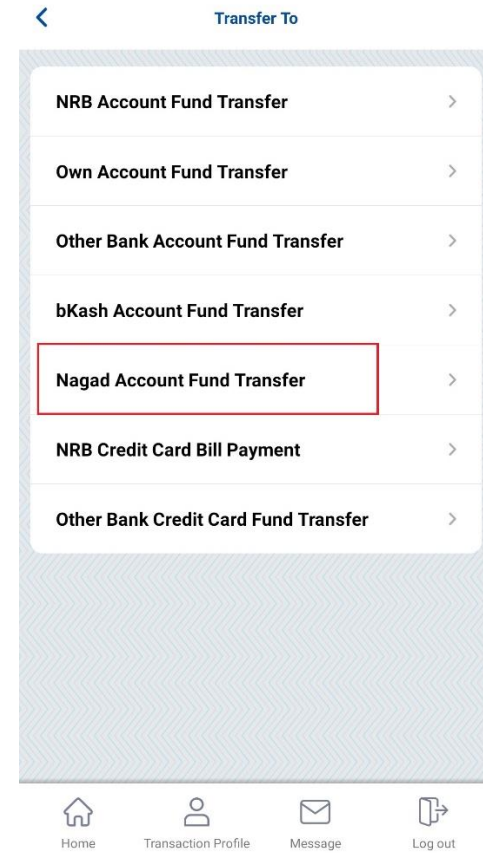 Transfer To
NRB Account Fund Transfer
Own Account Fund Transfer
Other Bank Account Fund Transfer
bKash Account Fund Transfer
Nagad Account Fund Transfer
NRB Credit Card Bill Payment
Other Bank Credit Card Fund Transfer
Home Transaction Profile Message Log out